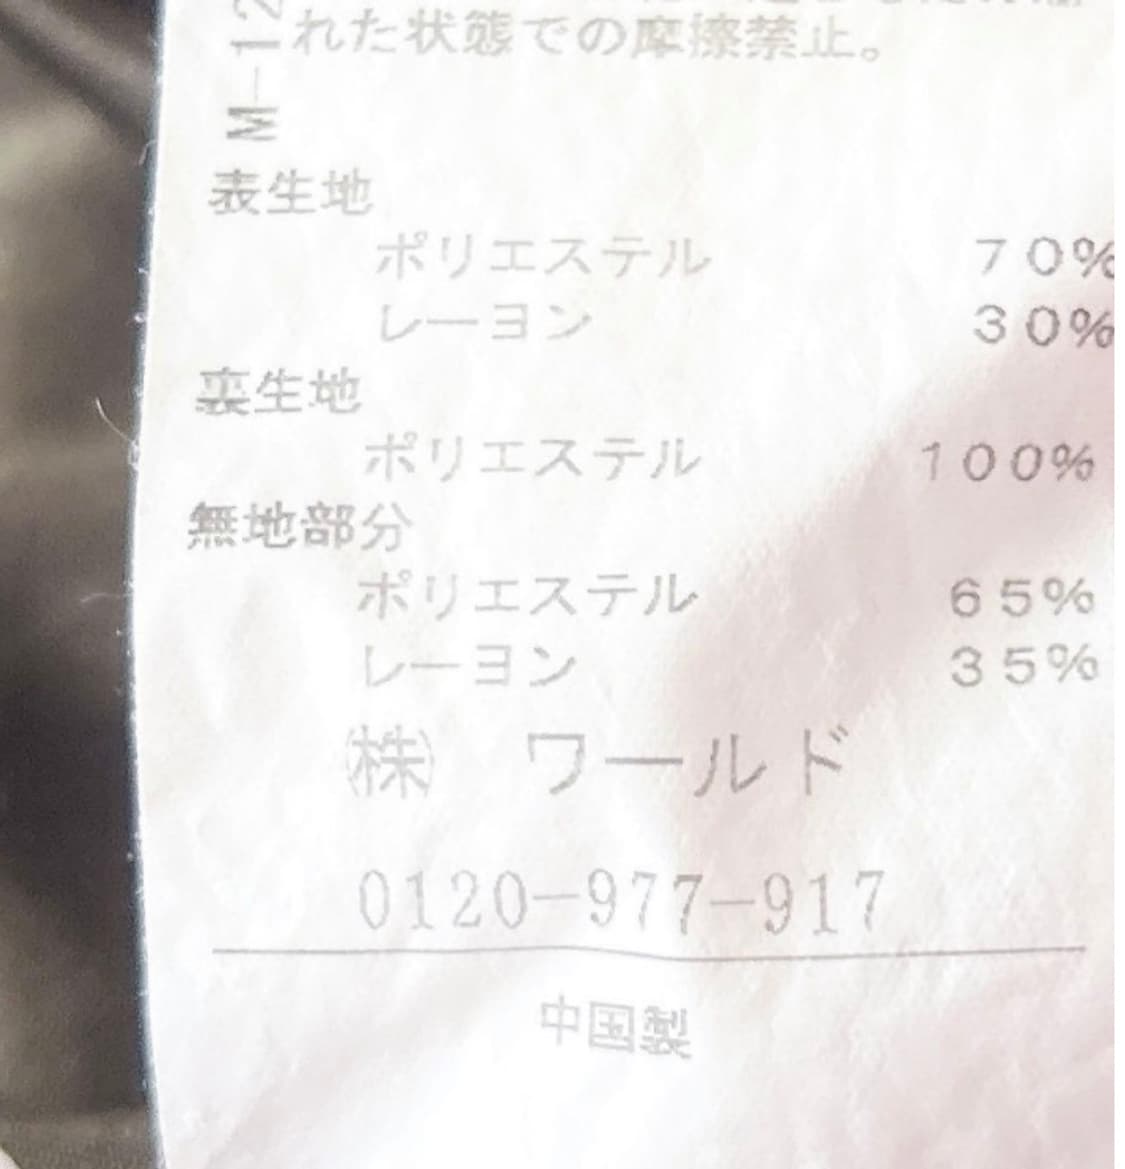 れた状態での摩擦禁止。
M-12
表生地
ポリエステル 70%
レーヨン 30%
裏生地
ポリエステル 100%
無地部分
ポリエステル 65%
レーヨン 35%
㈱ ワールド
0120-977-917
中国製